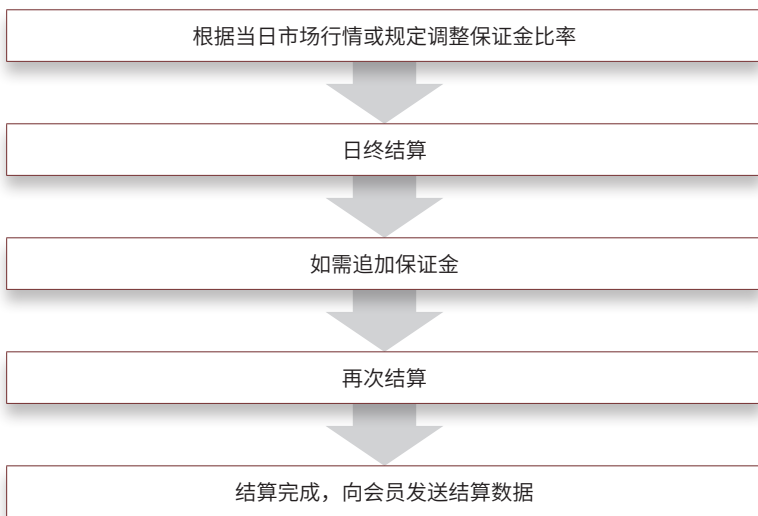 根据当日市场行情或规定调整保证金比率
日终结算
如需追加保证金
再次结算
结算完成，向会员发送结算数据